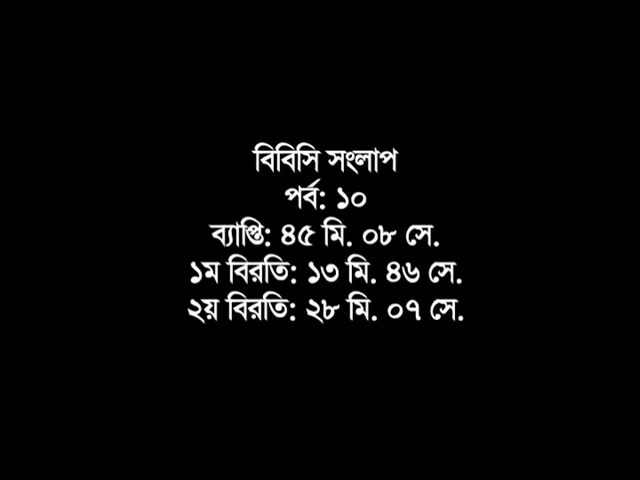 বিবিসি সংলাপ
পর্ব: ১০
ব্যাপ্তি: ৪৫ মি. ০৮ সে.
১ম বিরতি: ১৩ মি. ৪৬ সে.
২য় বিরতি: ২৮ মি. ০৭ সে.